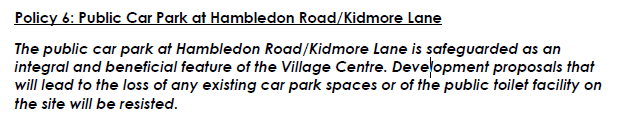 Policy 6: Public Car Park at Hambledon Road/Kidmore Lane
The public car park at Hambledon Road/Kidmore Lane is safeguarded as an
integral and beneficial feature of the Village Centre. Development proposals that
will lead to the loss of any existing car park spaces or of the public toilet facility on
the site will be resisted.